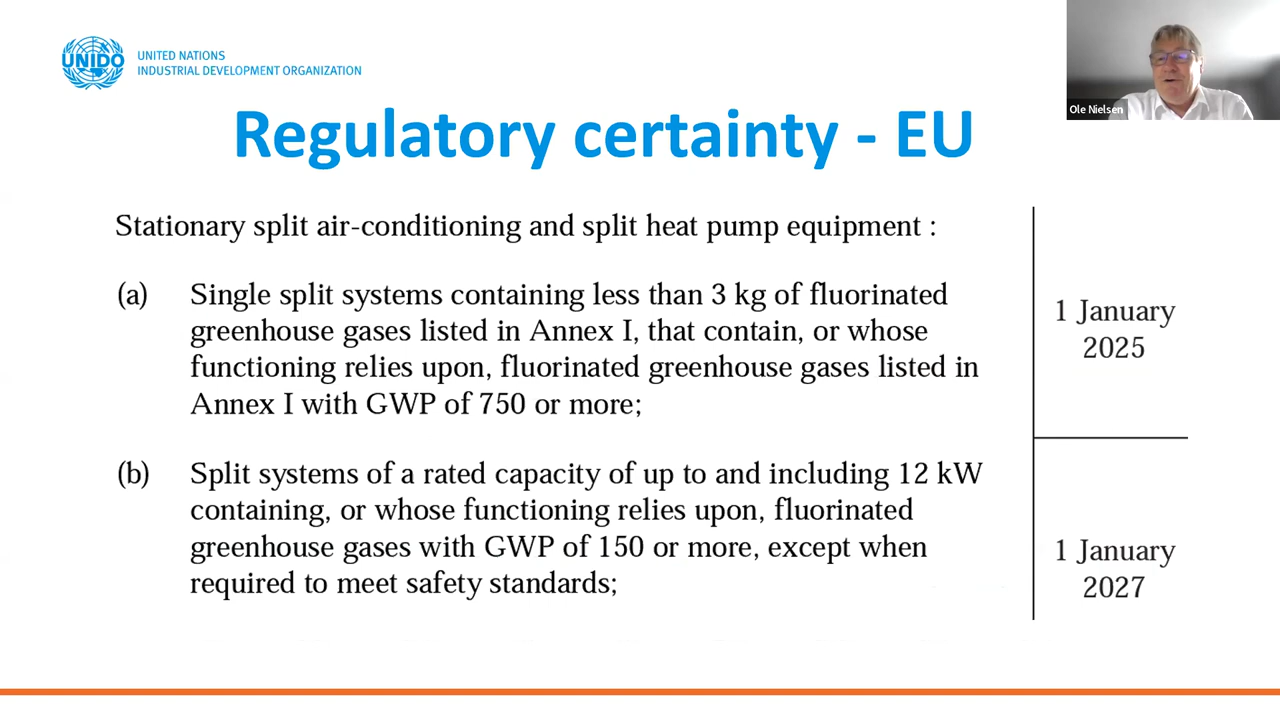 UNIDO
UNITED NATIONS
INDUSTRIAL DEVELOPMENT ORGANIZATION
Ole Nielsen
Regulatory certainty - EU
Stationary split air-conditioning and split heat pump equipment :
(a) Single split systems containing less than 3 kg of fluorinated
greenhouse gases listed in Annex I, that contain, or whose
functioning relies upon, fluorinated greenhouse gases listed in
Annex I with GWP of 750 or more;
1 January
2025
(b) Split systems of a rated capacity of up to and including 12 kW
containing, or whose functioning relies upon, fluorinated
greenhouse gases with GWP of 150 or more, except when
required to meet safety standards;
1 January
2027